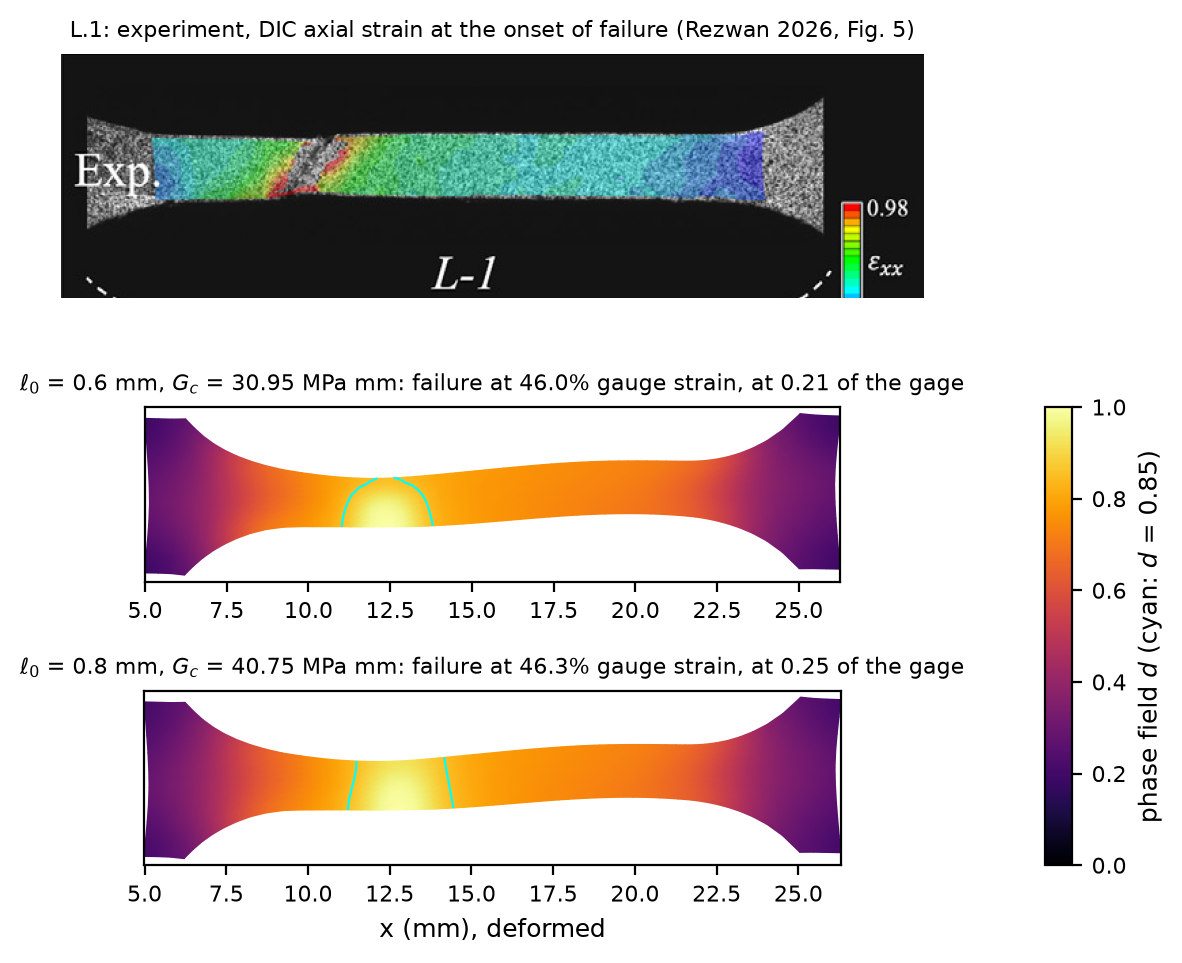 L.1: experiment, DIC axial strain at the onset of failure (Rezwan 2026, Fig. 5)
Exp.
0.98
εxx
L-1
ℓ0 = 0.6 mm, Gc = 30.95 MPa mm: failure at 46.0% gauge strain, at 0.21 of the gage
5.0 7.5 10.0 12.5 15.0 17.5 20.0 22.5 25.0
ℓ0 = 0.8 mm, Gc = 40.75 MPa mm: failure at 46.3% gauge strain, at 0.25 of the gage
5.0 7.5 10.0 12.5 15.0 17.5 20.0 22.5 25.0
x (mm), deformed
1.0
0.8
0.6
0.4
0.2
0.0
phase field d (cyan: d = 0.85)